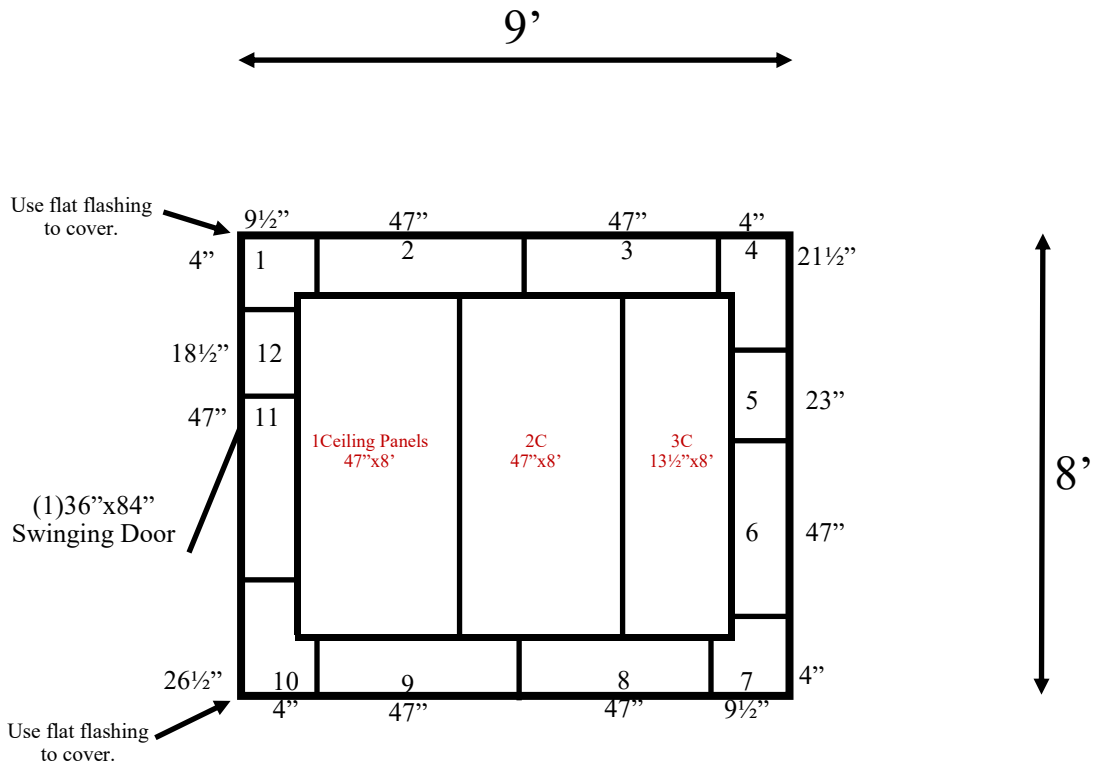 9’
Use flat flashing
to cover.
9½”
47”
47”
4”
4”
1
2
3
4
21½”
18½”
12
5
23”
47”
11
1Ceiling Panels
47”x8’
2C
47”x8’
3C
13½”x8’
8’
(1)36”x84”
Swinging Door
6
47”
26½”
10
9
8
7
4”
4”
47”
47”
9½”
Use flat flashing
to cover.